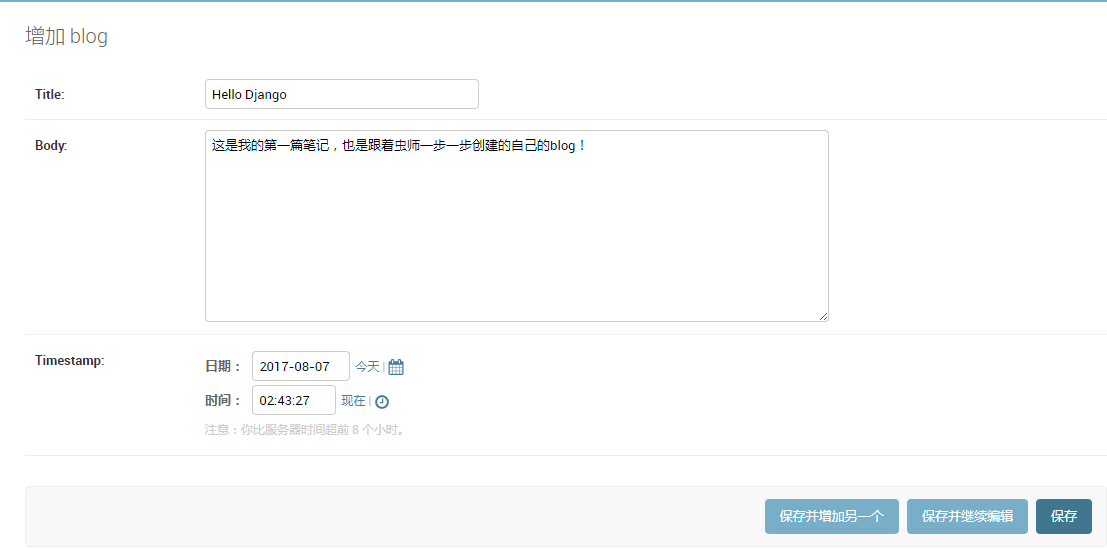 增加 blog
Title: Hello Django
Body: 这是我的第一篇笔记，也是跟着虫师一步一步创建的自己的blog！
Timestamp: 日期： 2017-08-07 今天 |
时间： 02:43:27 现在 |
注意：你比服务器时间超前 8 个小时。
保存并增加另一个 保存并继续编辑 保存